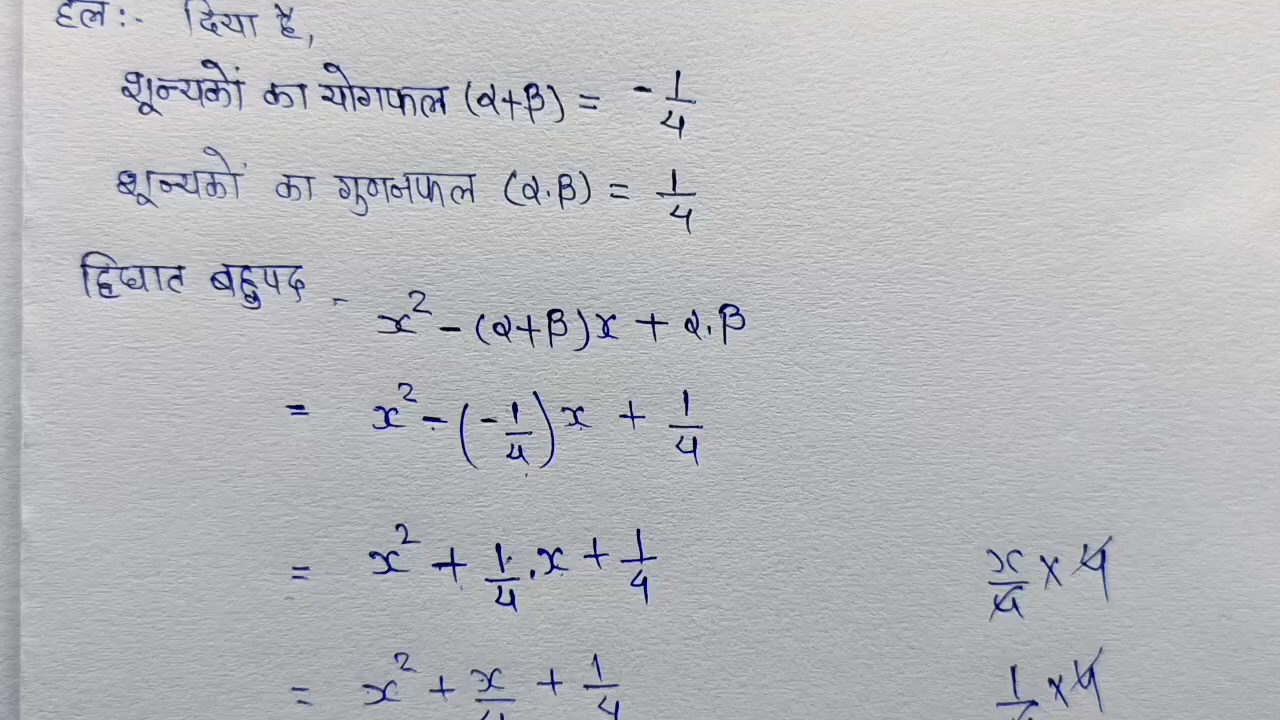 हल :- दिया है,
शून्यकों का योगफल (α+β) = -1/4
शून्यकों का गुणनफल (α.β) = 1/4
द्विघात बहुपद -
x² - (α+β)x + α.β
= x² - (-1/4)x + 1/4
= x² + 1/4.x + 1/4
x/4 × 4
= x² + x/4 + 1/4
1/4 × 4